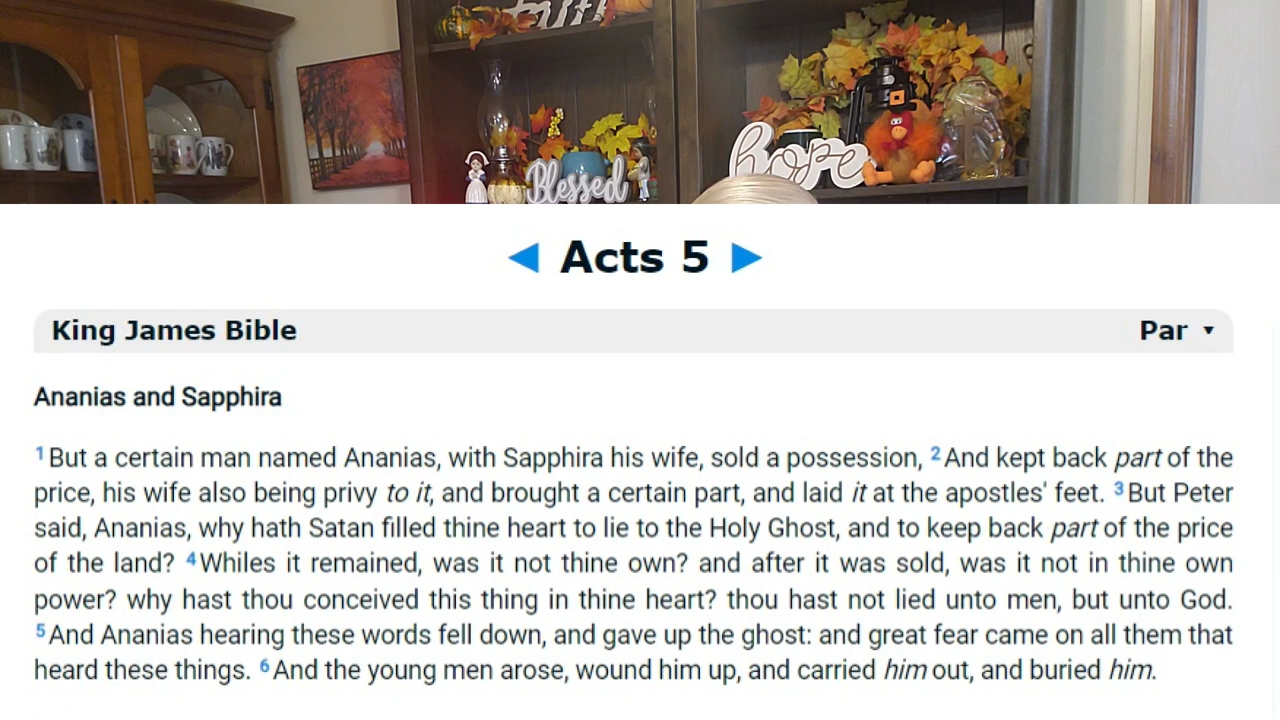 Blessed
hope
◀ Acts 5 ▶
King James Bible Par ▼
Ananias and Sapphira
1 But a certain man named Ananias, with Sapphira his wife, sold a possession, 2 And kept back part of the
price, his wife also being privy to it, and brought a certain part, and laid it at the apostles' feet. 3 But Peter
said, Ananias, why hath Satan filled thine heart to lie to the Holy Ghost, and to keep back part of the price
of the land? 4 Whiles it remained, was it not thine own? and after it was sold, was it not in thine own
power? why hast thou conceived this thing in thine heart? thou hast not lied unto men, but unto God.
5 And Ananias hearing these words fell down, and gave up the ghost: and great fear came on all them that
heard these things. 6 And the young men arose, wound him up, and carried him out, and buried him.